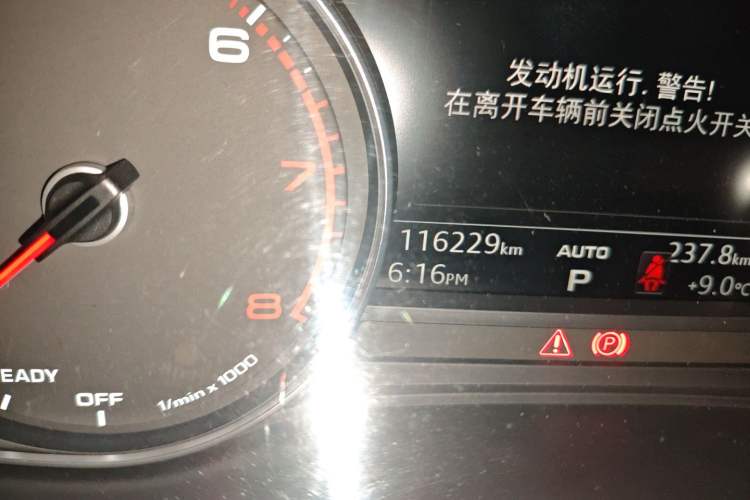 6
发动机运行. 警告!
在离开车辆前关闭点火开关
7
116229km
AUTO
237.8km
6:16PM
P
+9.0°C
8
(P)
1/min x 1000
EADY
OFF